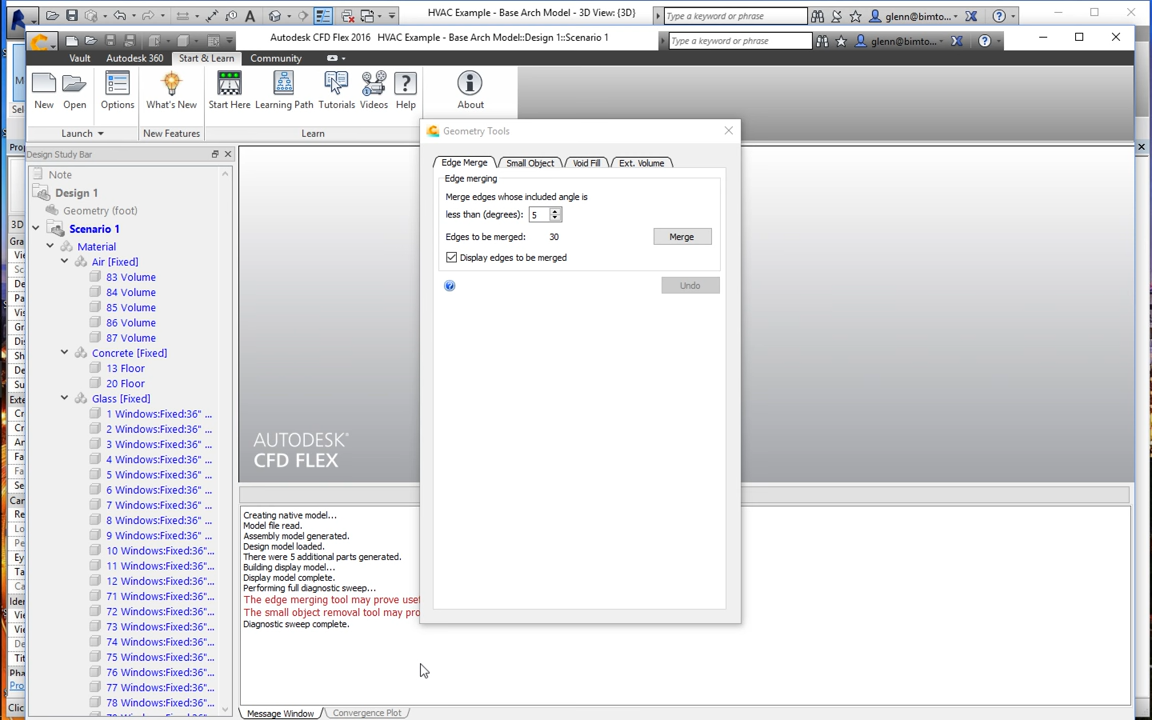 HVAC Example - Base Arch Model - 3D View: {3D}
Type a keyword or phrase
glenn@bimto...
Autodesk CFD Flex 2016 HVAC Example - Base Arch Model::Design 1::Scenario 1
Type a keyword or phrase
glenn@bimto...
Vault
Autodesk 360
Start & Learn
Community
New
Open
Options
What's New
Start Here
Learning Path
Tutorials
Videos
Help
About
Launch
New Features
Learn
Design Study Bar
Note
Design 1
Geometry (foot)
Scenario 1
Material
Air [Fixed]
83 Volume
84 Volume
85 Volume
86 Volume
87 Volume
Concrete [Fixed]
13 Floor
20 Floor
Glass [Fixed]
1 Windows:Fixed:36" ...
2 Windows:Fixed:36" ...
3 Windows:Fixed:36" ...
4 Windows:Fixed:36" ...
5 Windows:Fixed:36" ...
6 Windows:Fixed:36" ...
7 Windows:Fixed:36" ...
8 Windows:Fixed:36" ...
9 Windows:Fixed:36" ...
10 Windows:Fixed:36"...
11 Windows:Fixed:36"...
12 Windows:Fixed:36"...
71 Windows:Fixed:36"...
72 Windows:Fixed:36"...
73 Windows:Fixed:36"...
74 Windows:Fixed:36"...
75 Windows:Fixed:36"...
76 Windows:Fixed:36"...
77 Windows:Fixed:36"...
78 Windows:Fixed:36"...
Geometry Tools
Edge Merge
Small Object
Void Fill
Ext. Volume
Edge merging
Merge edges whose included angle is
less than (degrees): 5
Edges to be merged: 30
Merge
Display edges to be merged
Undo
AUTODESK®
CFD FLEX
Creating native model...
Model file read.
Assembly model generated.
Design model loaded.
There were 5 additional parts generated.
Building display model...
Display model complete.
Performing full diagnostic sweep...
The edge merging tool may prove usef
The small object removal tool may pro
Diagnostic sweep complete.
Message Window
Convergence Plot